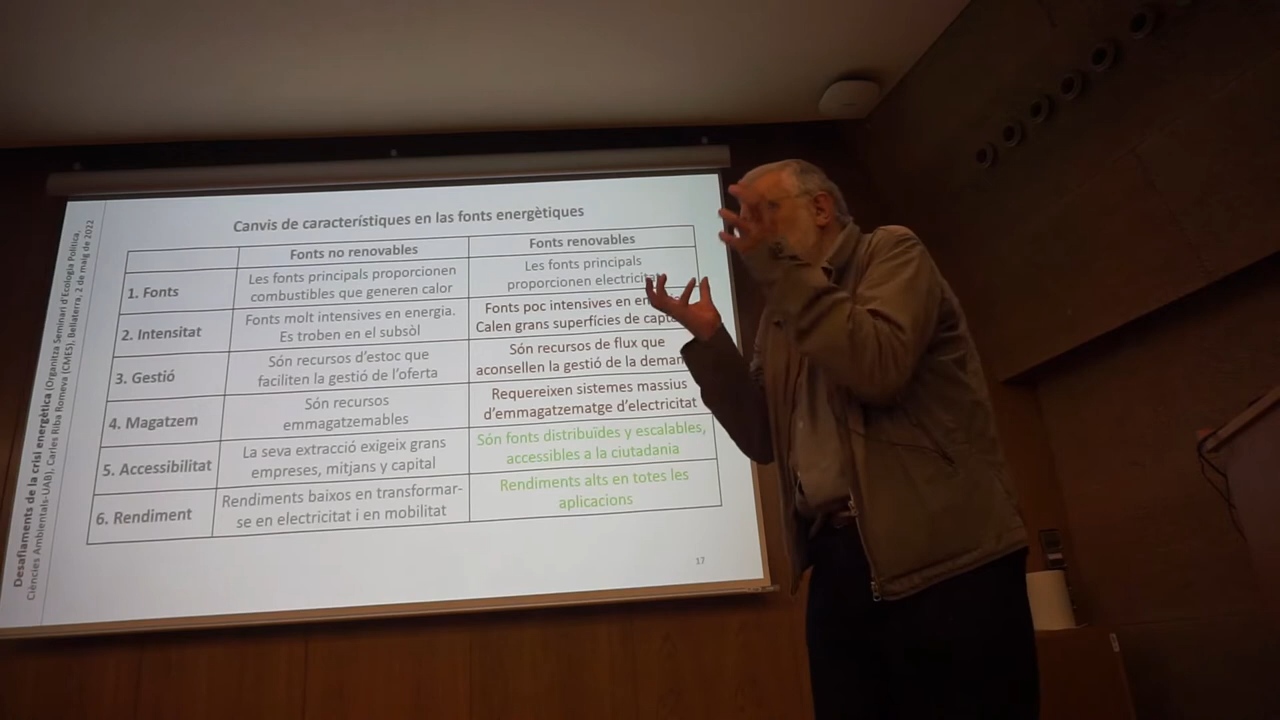 Desafiaments de la crisi energètica (Organitza Seminari d'Ecologia Política,
Ciències Ambientals-UAB), Carles Riba Romeva (CMES), Bellaterra, 2 de maig de 2022
Canvis de característiques en las fonts energètiques
Fonts no renovables
Fonts renovables
1. Fonts
Les fonts principals proporcionen
combustibles que generen calor
Les fonts principals
proporcionen electricitat
2. Intensitat
Fonts molt intensives en energia.
Es troben en el subsòl
Fonts poc intensives en
Calen grans superfícies de
3. Gestió
Són recursos d'estoc que
faciliten la gestió de l'oferta
Són recursos de flux que
aconsellen la gestió de la
4. Magatzem
Són recursos
emmagatzemables
Requereixen sistemes massius
d'emmagatzematge d'electricitat
5. Accessibilitat
La seva extracció exigeix grans
empreses, mitjans y capital
Són fonts distribuïdes y escalables,
accessibles a la ciutadania
6. Rendiment
Rendiments baixos en transformar-
se en electricitat i en mobilitat
Rendiments alts en totes les
aplicacions
17